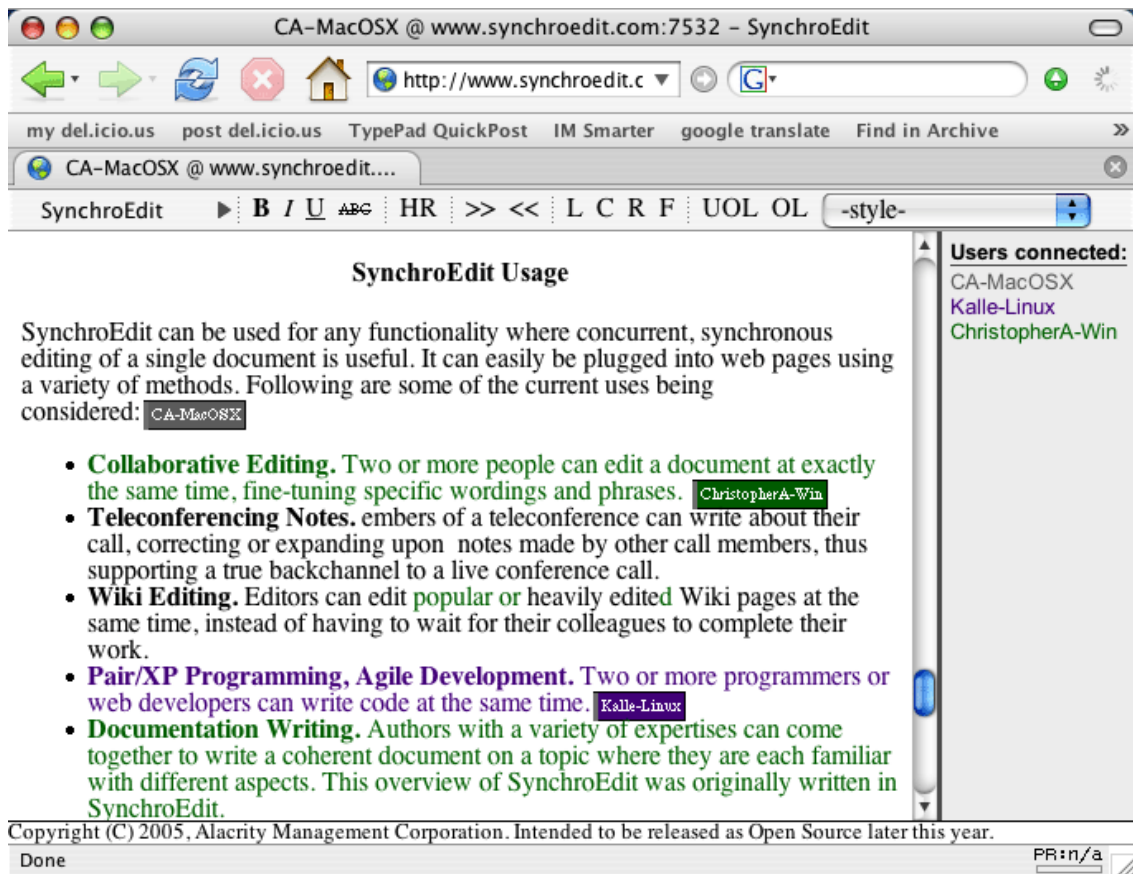 CA-MacOSX @ www.synchroedit.com:7532 – SynchroEdit
http://www.synchroedit.c G
my del.icio.us post del.icio.us TypePad QuickPost IM Smarter google translate Find in Archive »
CA-MacOSX @ www.synchroedit....
SynchroEdit B I U ABC HR >> << L C R F UOL OL -style-
SynchroEdit Usage
SynchroEdit can be used for any functionality where concurrent, synchronous
editing of a single document is useful. It can easily be plugged into web pages using
a variety of methods. Following are some of the current uses being
considered: CA-MacOSX
• Collaborative Editing. Two or more people can edit a document at exactly
the same time, fine-tuning specific wordings and phrases. ChristopherA-Win
• Teleconferencing Notes. embers of a teleconference can write about their
call, correcting or expanding upon notes made by other call members, thus
supporting a true backchannel to a live conference call.
• Wiki Editing. Editors can edit popular or heavily edited Wiki pages at the
same time, instead of having to wait for their colleagues to complete their
work.
• Pair/XP Programming, Agile Development. Two or more programmers or
web developers can write code at the same time. Kalle-Linux
• Documentation Writing. Authors with a variety of expertises can come
together to write a coherent document on a topic where they are each familiar
with different aspects. This overview of SynchroEdit was originally written in
SynchroEdit.
Users connected:
CA-MacOSX
Kalle-Linux
ChristopherA-Win
Copyright (C) 2005, Alacrity Management Corporation. Intended to be released as Open Source later this year.
Done PR:n/a